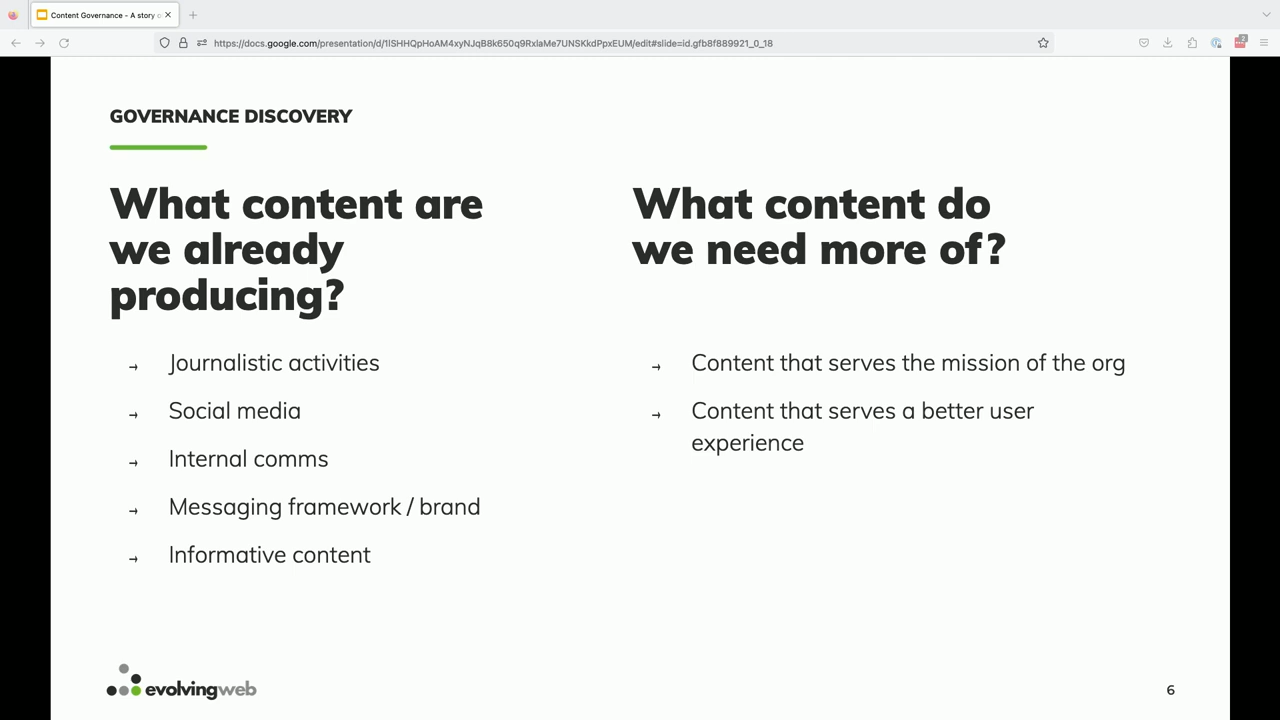 Content Governance - A story o
https://docs.google.com/presentation/d/1lSHHQpHoAM4xyNJqB8k650q9RxlaMe7UNSKkdPpxEUM/edit#slide=id.gfb8f889921_0_18
2
GOVERNANCE DISCOVERY
What content are
we already
producing?
→ Journalistic activities
→ Social media
→ Internal comms
→ Messaging framework / brand
→ Informative content
What content do
we need more of?
→ Content that serves the mission of the org
→ Content that serves a better user
experience
evolvingweb
6